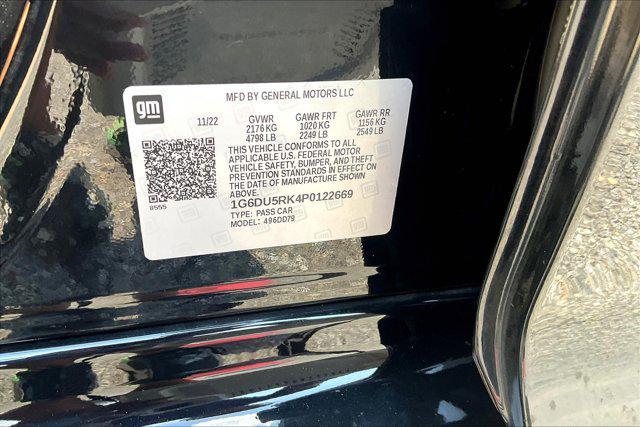 gm
MFD BY GENERAL MOTORS LLC
11/22 GVWR GAWR FRT GAWR RR
2176 KG 1020 KG 1156 KG
4798 LB 2249 LB 2549 LB
THIS VEHICLE CONFORMS TO ALL
APPLICABLE U.S. FEDERAL MOTOR
VEHICLE SAFETY, BUMPER, AND THEFT
PREVENTION STANDARDS IN EFFECT ON
THE DATE OF MANUFACTURE SHOWN
ABOVE.
8555
1G6DU5RK4P0122669
TYPE: PASS CAR
MODEL: 496DD79